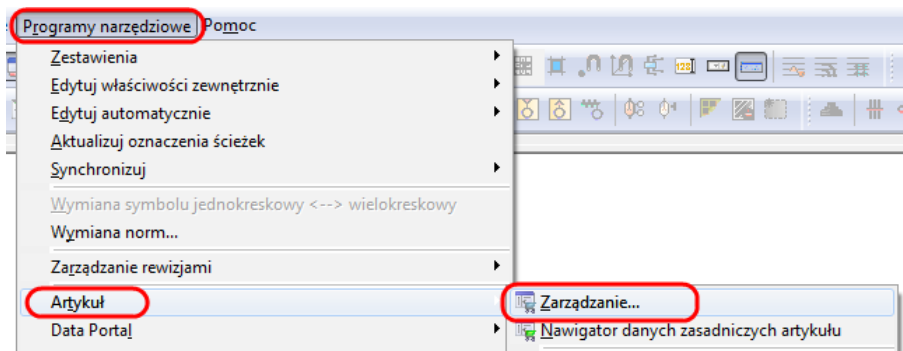 Programy narzędziowe Pomoc
Zestawienia
Edytuj właściwości zewnętrznie
Edytuj automatycznie
Aktualizuj oznaczenia ścieżek
Synchronizuj
Wymiana symbolu jednokreskowy <--> wielokreskowy
Wymiana norm...
Zarządzanie rewizjami
Artykuł
Zarządzanie...
Data Portal
Nawigator danych zasadniczych artykułu